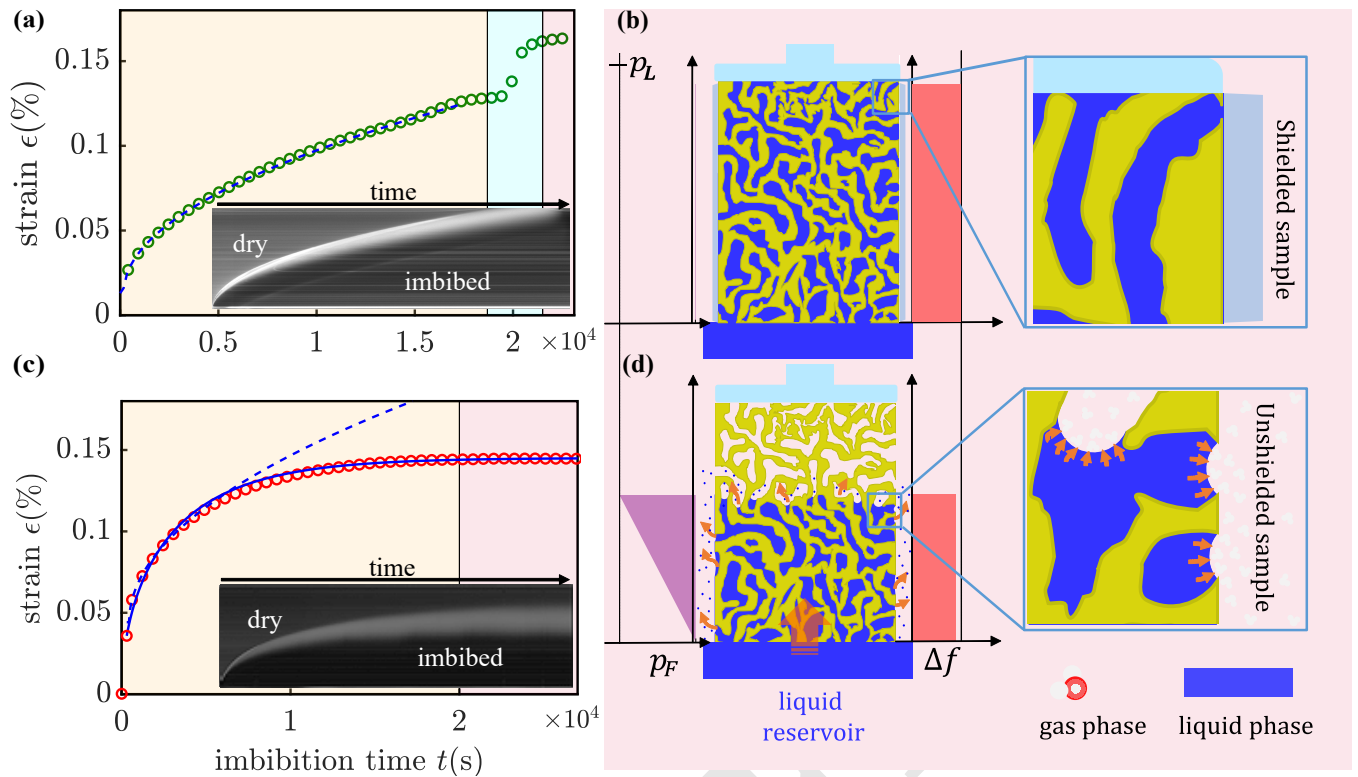 (a)
strain ϵ(%)
0.15
0.1
0.05
0
time
dry
imbibed
0 0.5 1 1.5 2 ×10⁴
(b)
−p_L
Shielded sample
(c)
strain ϵ(%)
0.15
0.1
0.05
0
time
dry
imbibed
0 1 2 ×10⁴
imbibition time t(s)
(d)
p_F
Δf
liquid
reservoir
Unshielded sample
gas phase
liquid phase